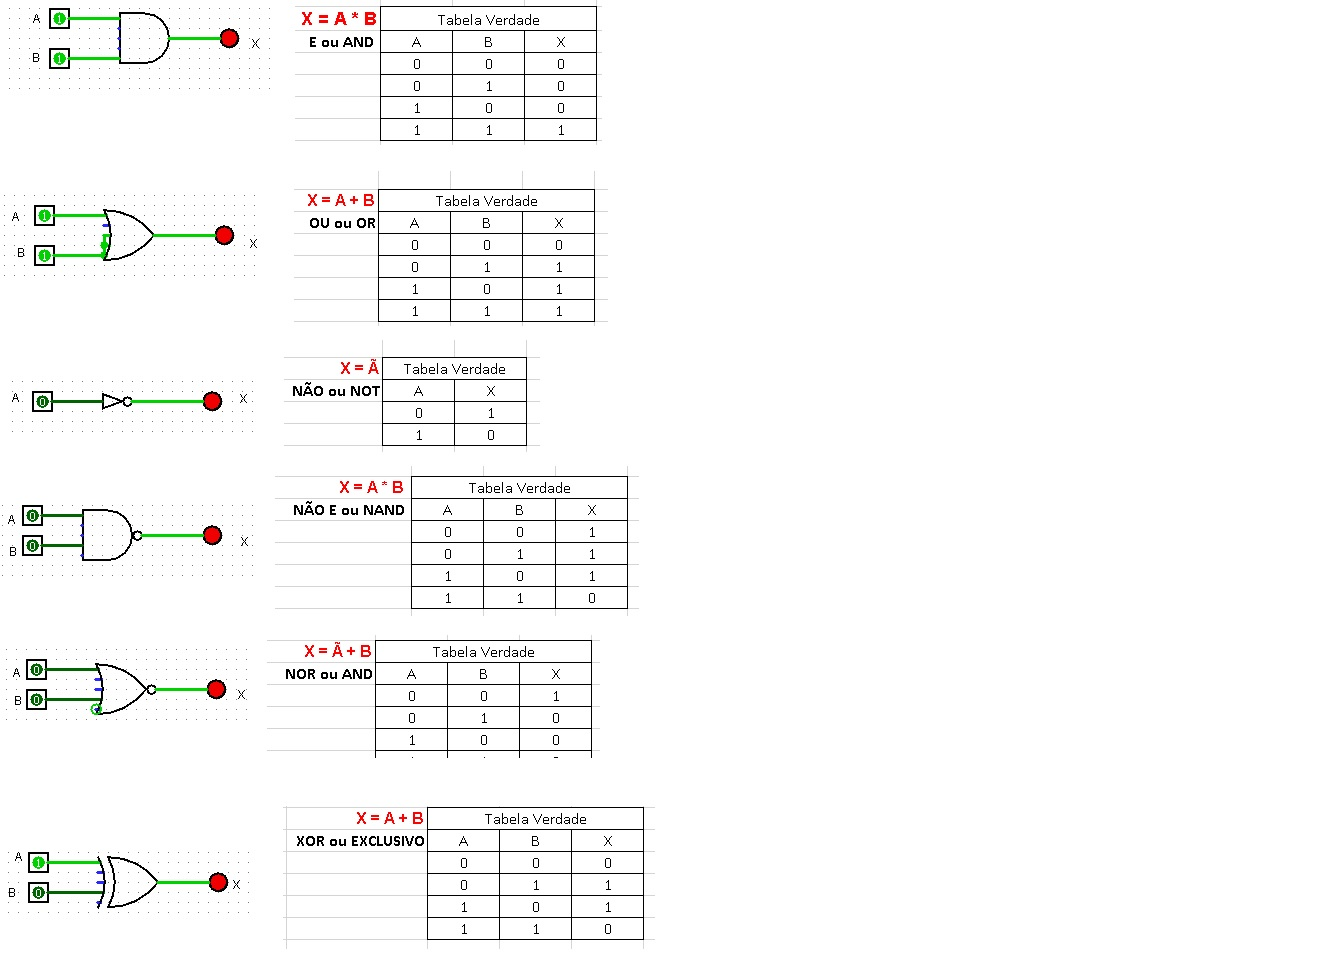 A 1
B 1
X
X = A * B Tabela Verdade
E ou AND A B X
0 0 0
0 1 0
1 0 0
1 1 1
A 1
B 1
X
X = A + B Tabela Verdade
OU ou OR A B X
0 0 0
0 1 1
1 0 1
1 1 1
A 0 X
X = Ã Tabela Verdade
NÃO ou NOT A X
0 1
1 0
A 0
B 0
X
X = A * B Tabela Verdade
NÃO E ou NAND A B X
0 0 1
0 1 1
1 0 1
1 1 0
A 0
B 0
X
X = Ã + B Tabela Verdade
NOR ou AND A B X
0 0 1
0 1 0
1 0 0
A 1
B 0
X
X = A + B Tabela Verdade
XOR ou EXCLUSIVO A B X
0 0 0
0 1 1
1 0 1
1 1 0